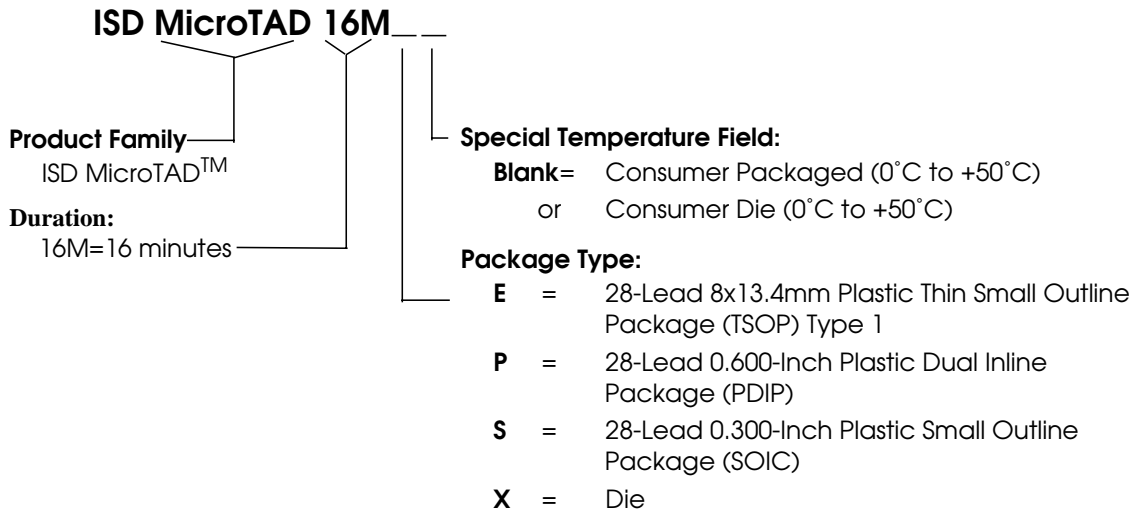 ISD MicroTAD 16M__ __
Product Family
ISD MicroTAD™
Duration:
16M=16 minutes
Special Temperature Field:
Blank= Consumer Packaged (0˚C to +50˚C)
or Consumer Die (0˚C to +50˚C)
Package Type:
E = 28-Lead 8x13.4mm Plastic Thin Small Outline
Package (TSOP) Type 1
P = 28-Lead 0.600-Inch Plastic Dual Inline
Package (PDIP)
S = 28-Lead 0.300-Inch Plastic Small Outline
Package (SOIC)
X = Die